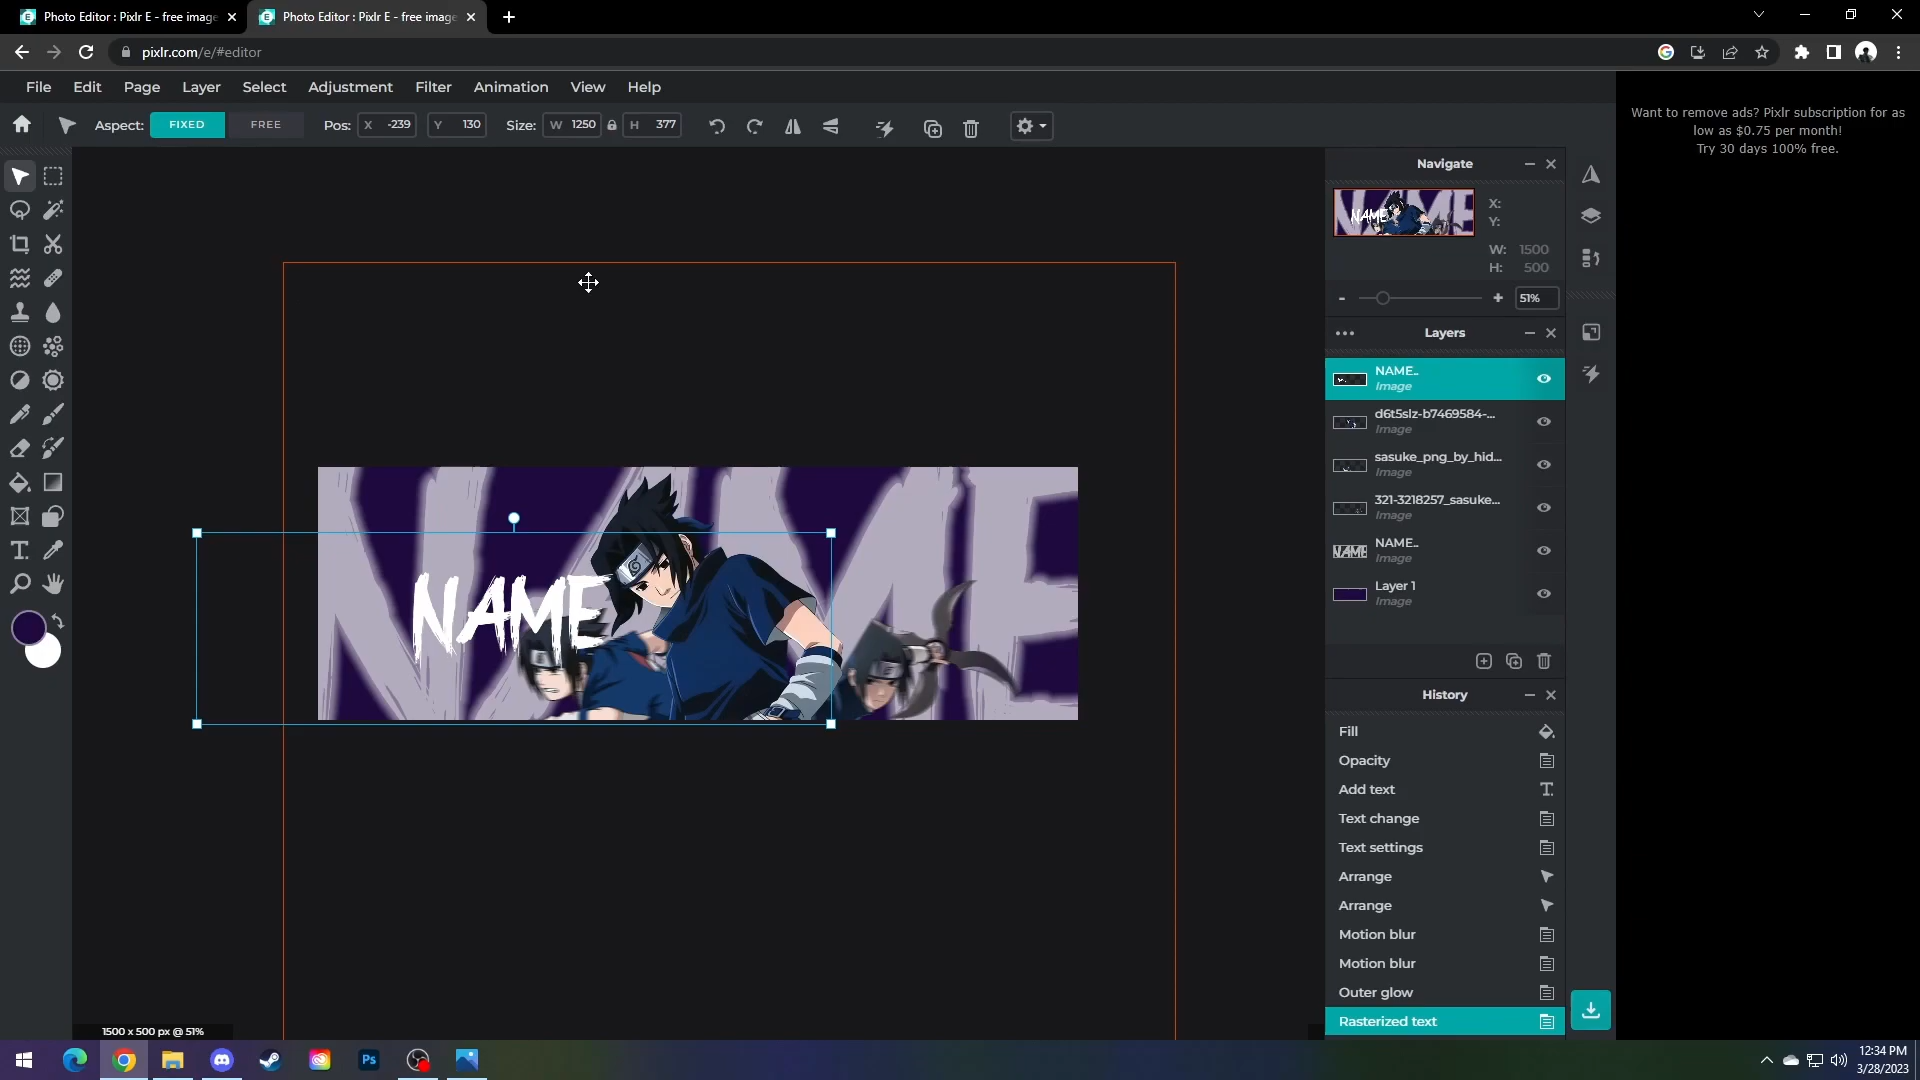 Photo Editor : Pixlr E - free image
Photo Editor : Pixlr E - free image
pixlr.com/e/#editor
File Edit Page Layer Select Adjustment Filter Animation View Help
Aspect: FIXED FREE Pos: X -239 Y 130 Size: W 1250 H 377
Want to remove ads? Pixlr subscription for as
low as $0.75 per month!
Try 30 days 100% free.
Navigate
X:
Y:
W: 1500
H: 500
- + 51%
Layers
NAME..
Image
d6t5slz-b7469584-...
Image
sasuke_png_by_hid...
Image
321-3218257_sasuke...
Image
NAME..
Image
Layer 1
Image
NAME
NAME
History
Fill
Opacity
Add text
Text change
Text settings
Arrange
Arrange
Motion blur
Motion blur
Outer glow
Rasterized text
1500 x 500 px @ 51%
Ps
12:34 PM
3/28/2023